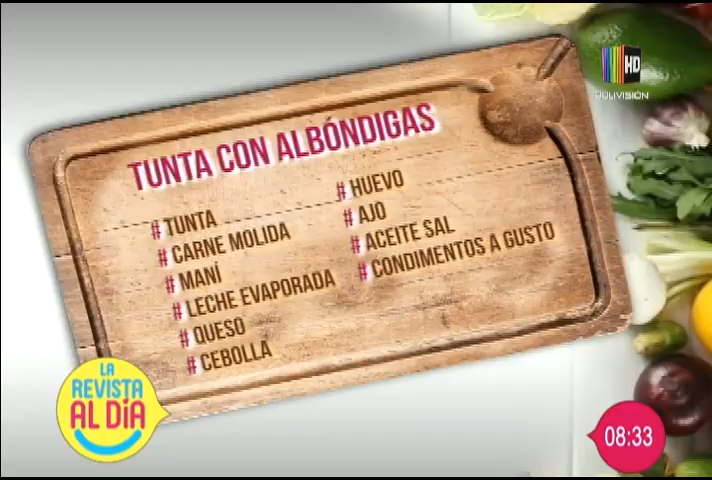 HD
BOLIVISIÓN
TUNTA CON ALBÓNDIGAS
# TUNTA
# CARNE MOLIDA
# MANÍ
# LECHE EVAPORADA
# QUESO
# CEBOLLA
# HUEVO
# AJO
# ACEITE SAL
# CONDIMENTOS A GUSTO
LA
REVISTA
AL DÍA
08:33